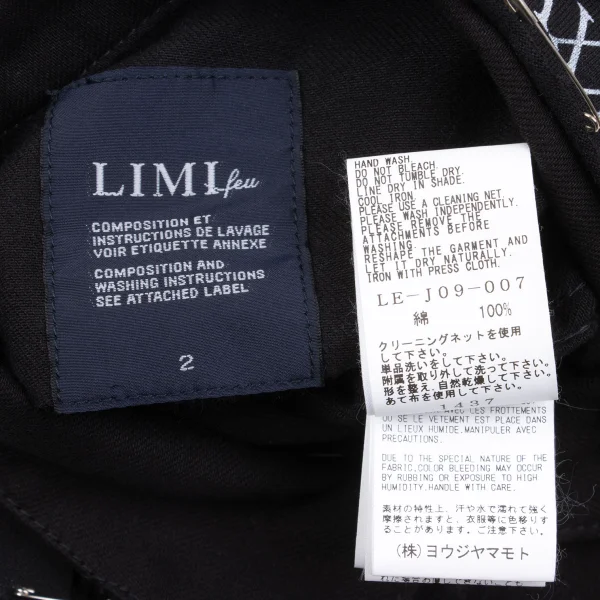 LIMI feu
COMPOSITION ET
INSTRUCTIONS DE LAVAGE
VOIR ETIQUETTE ANNEXE
COMPOSITION AND
WASHING INSTRUCTIONS
SEE ATTACHED LABEL
2
HAND WASH.
DO NOT BLEACH.
DO NOT TUMBLE DRY.
LINE DRY IN SHADE.
COOL IRON.
PLEASE USE A CLEANING NET.
PLEASE WASH INDEPENDENTLY.
PLEASE REMOVE THE
ATTACHMENTS BEFORE
WASHING.
RESHAPE THE GARMENT AND
LET IT DRY NATURALLY.
IRON WITH PRESS CLOTH.
LE-J09-007
綿 100%
クリーニングネットを使用
して下さい。
単品洗いをして下さい。
附属を取り外して洗って下さい。
形を整え、自然乾燥して下さい。
あて布を使用して下さい。
1437
AVEC LES FROTTEMENTS
OU SE LE VETEMENT EST PLACE DANS
UN LIEUX HUMIDE.MANIPULER AVEC
PRECAUTIONS.
DUE TO THE SPECIAL NATURE OF THE
FABRIC,COLOR BLEEDING MAY OCCUR
BY RUBBING OR EXPOSURE TO HIGH
HUMIDITY.HANDLE WITH CARE.
素材の特性上、汗や水で濡れて強く
摩擦されますと、衣服等に色移りする
場合があります。ご注意下さい。
(株)ヨウジヤマモト